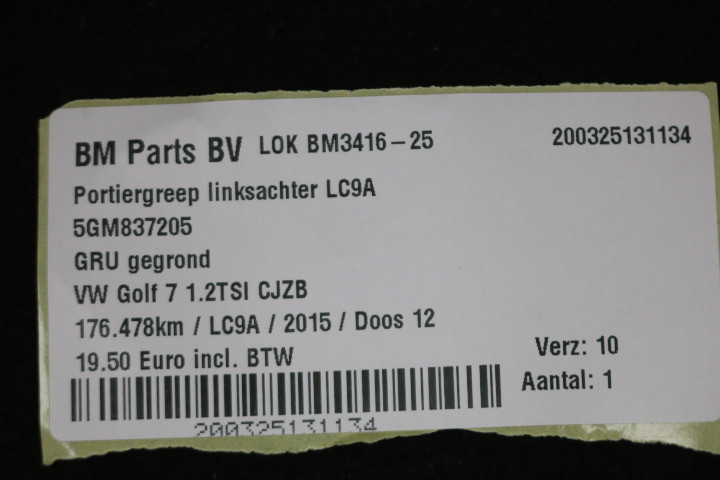 BM Parts BV LOK BM3416-25 200325131134
Portiergreep linksachter LC9A
5GM837205
GRU gegrond
VW Golf 7 1.2TSI CJZB
176.478km / LC9A / 2015 / Doos 12
19.50 Euro incl. BTW Verz: 10
Aantal: 1
200325131134